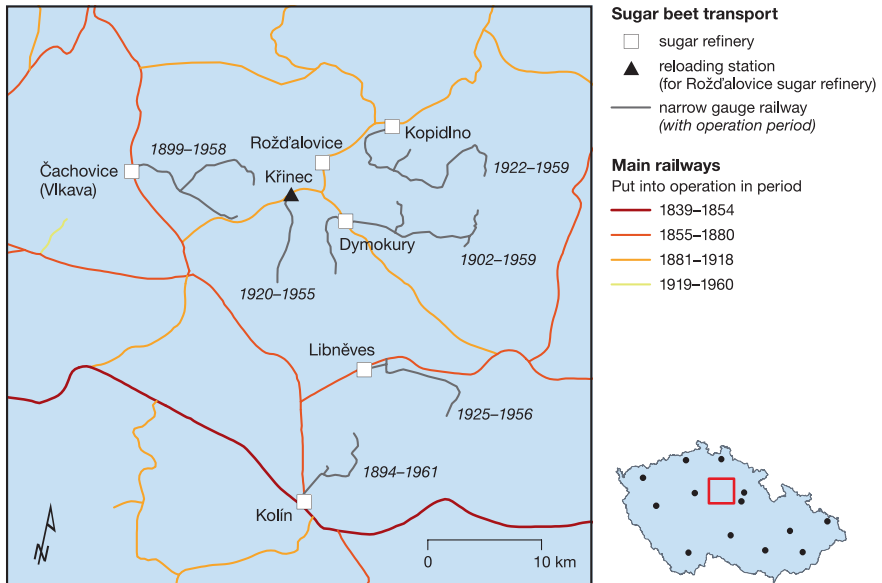 Kopidlno
Rožďalovice
1899–1958
Čachovice
(Vlkava)
Křinec
1922–1959
Dymokury
1902–1959
1920–1955
Libněves
1925–1956
1894–1961
Kolín
N
0
10 km
Sugar beet transport
sugar refinery
reloading station
(for Rožďalovice sugar refinery)
narrow gauge railway
(with operation period)
Main railways
Put into operation in period
1839–1854
1855–1880
1881–1918
1919–1960